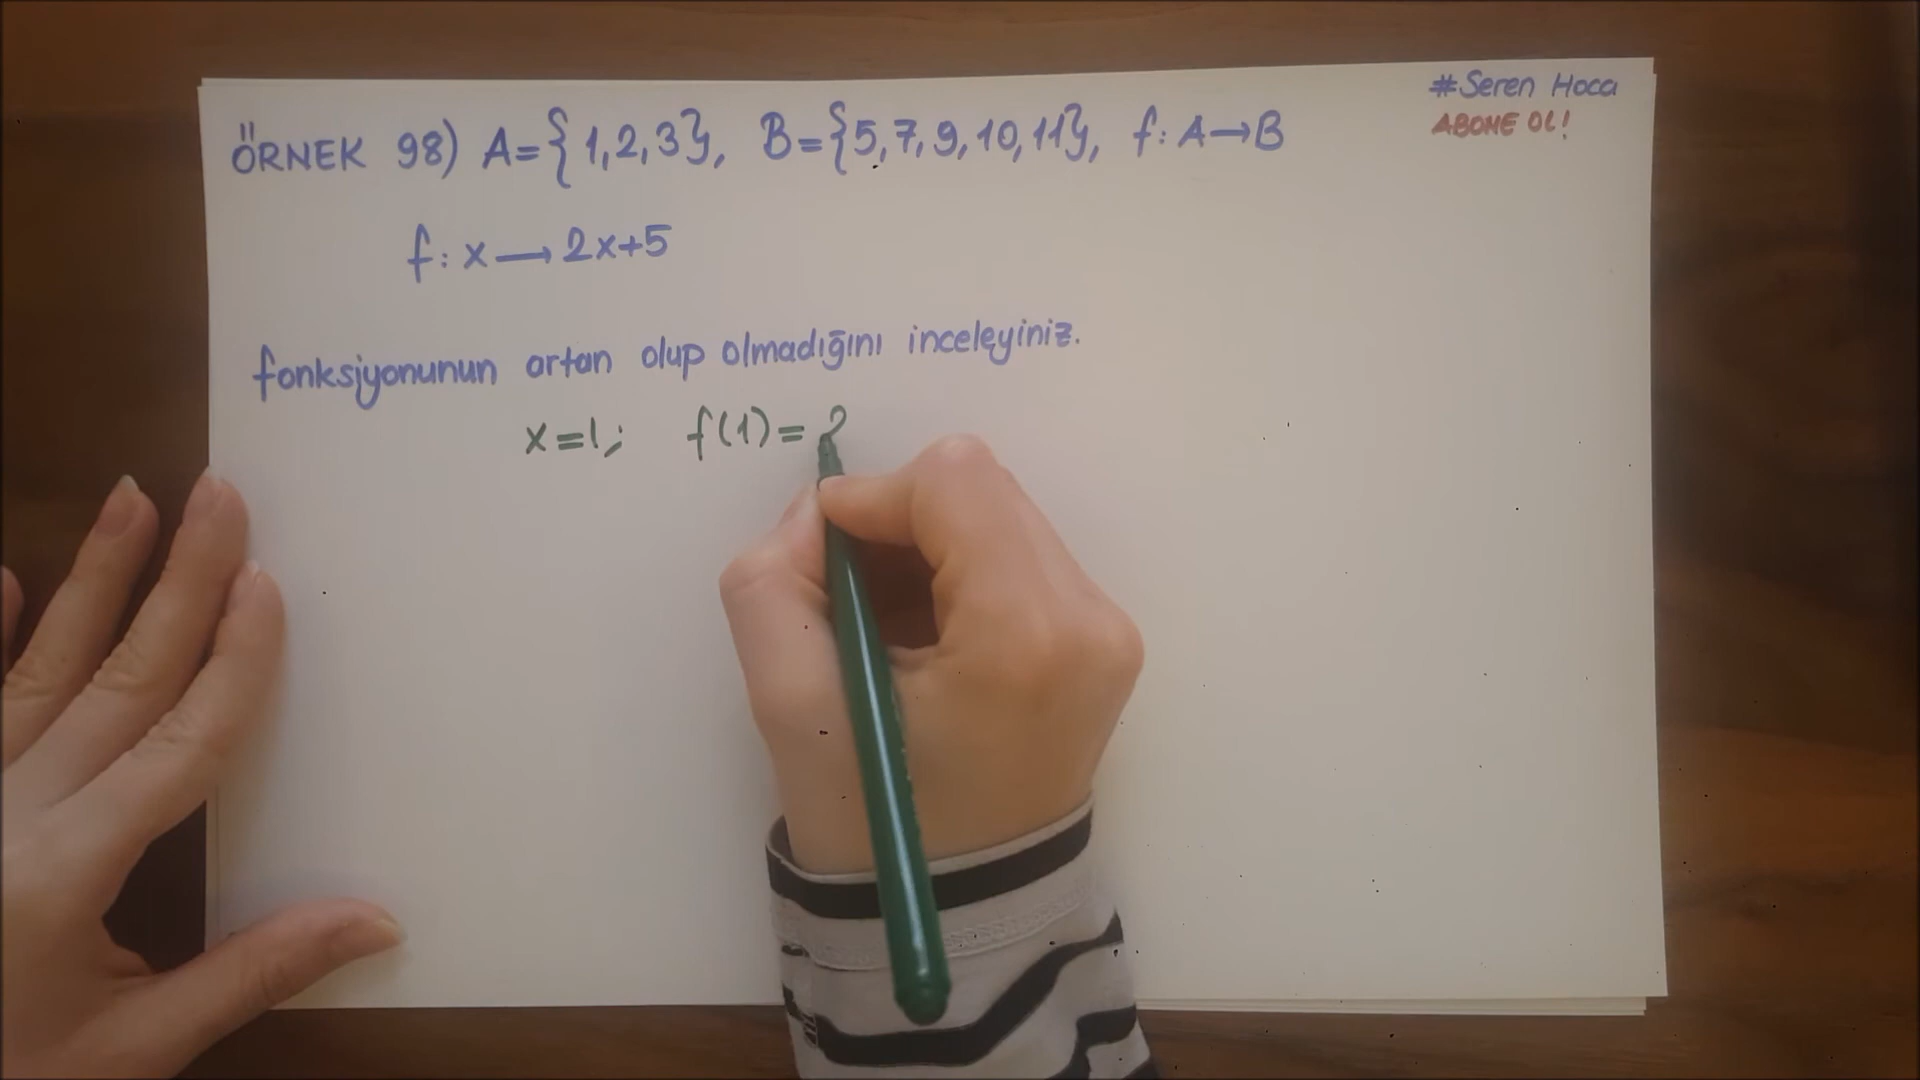 #Seren Hoca
ABONE OL!
ÖRNEK 98) A={1,2,3}, B={5,7,9,10,11}, f: A→B
f: x→2x+5
fonksiyonunun artan olup olmadığını inceleyiniz.
x=1; f(1)=2